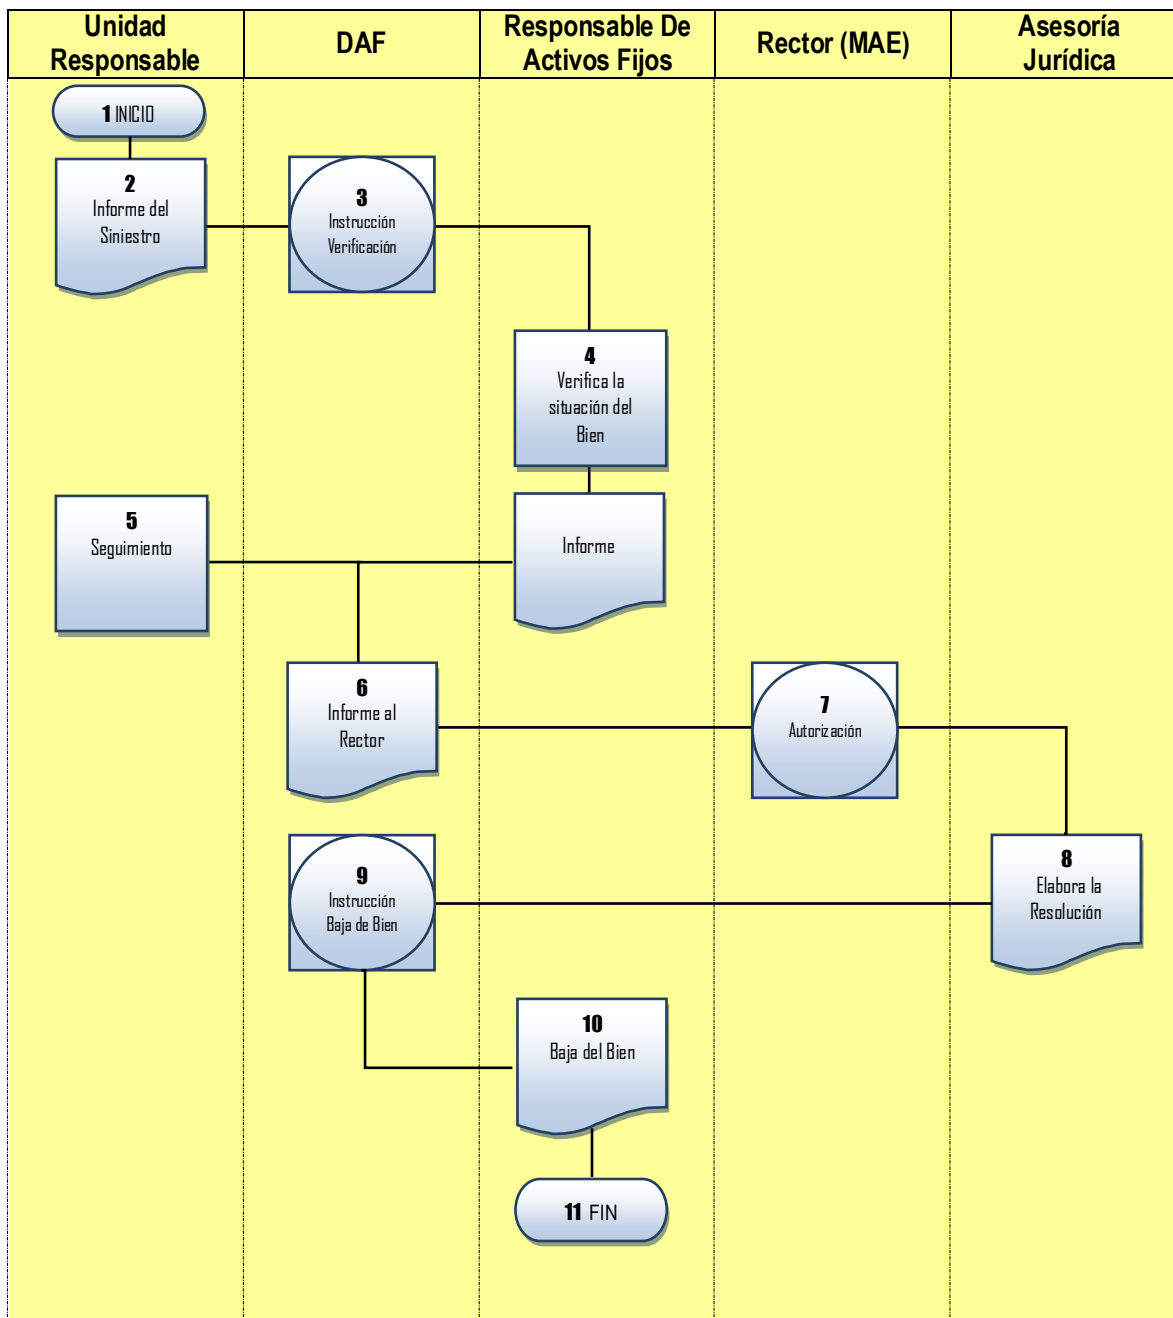 Unidad
Responsable
DAF
Responsable De
Activos Fijos
Rector (MAE)
Asesoría
Jurídica
1 INICIO
2
Informe del
Siniestro
3
Instrucción
Verificación
4
Verifica la
situación del
Bien
5
Seguimiento
Informe
6
Informe al
Rector
7
Autorización
8
Elabora la
Resolución
9
Instrucción
Baja de Bien
10
Baja del Bien
11 FIN